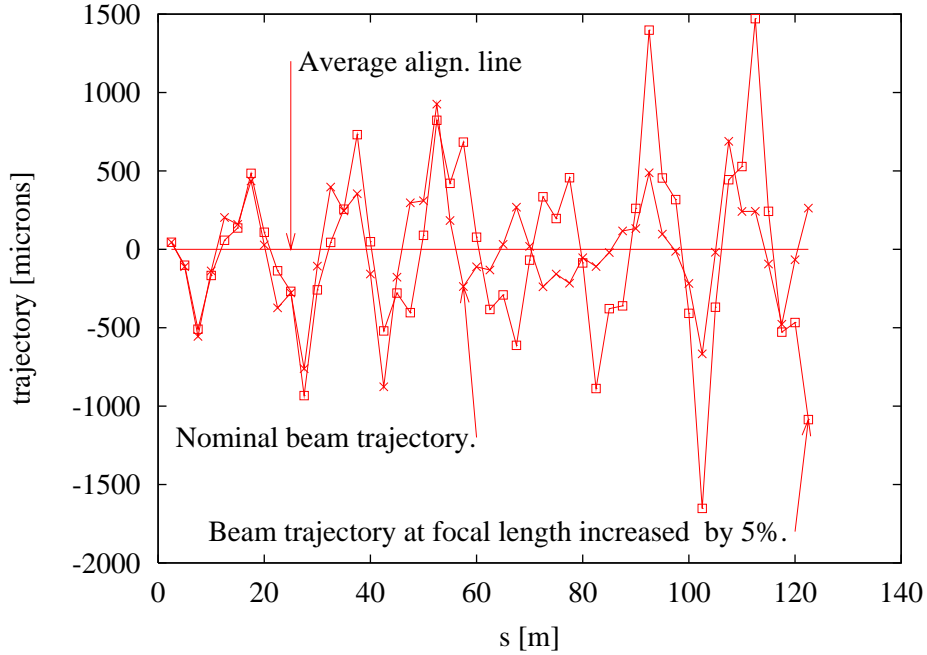 1500
1000
500
0
-500
-1000
-1500
-2000
trajectory [microns]
Average align. line
Nominal beam trajectory.
Beam trajectory at focal length increased  by 5%.
0 20 40 60 80 100 120 140
s [m]